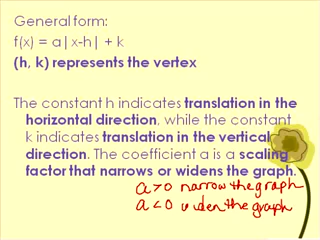 General form:
f(x) = a|x-h| + k
(h, k) represents the vertex
The constant h indicates translation in the
horizontal direction, while the constant
k indicates translation in the vertical
direction. The coefficient a is a scaling
factor that narrows or widens the graph.
a>0 narrow the graph
a<0 widen the graph